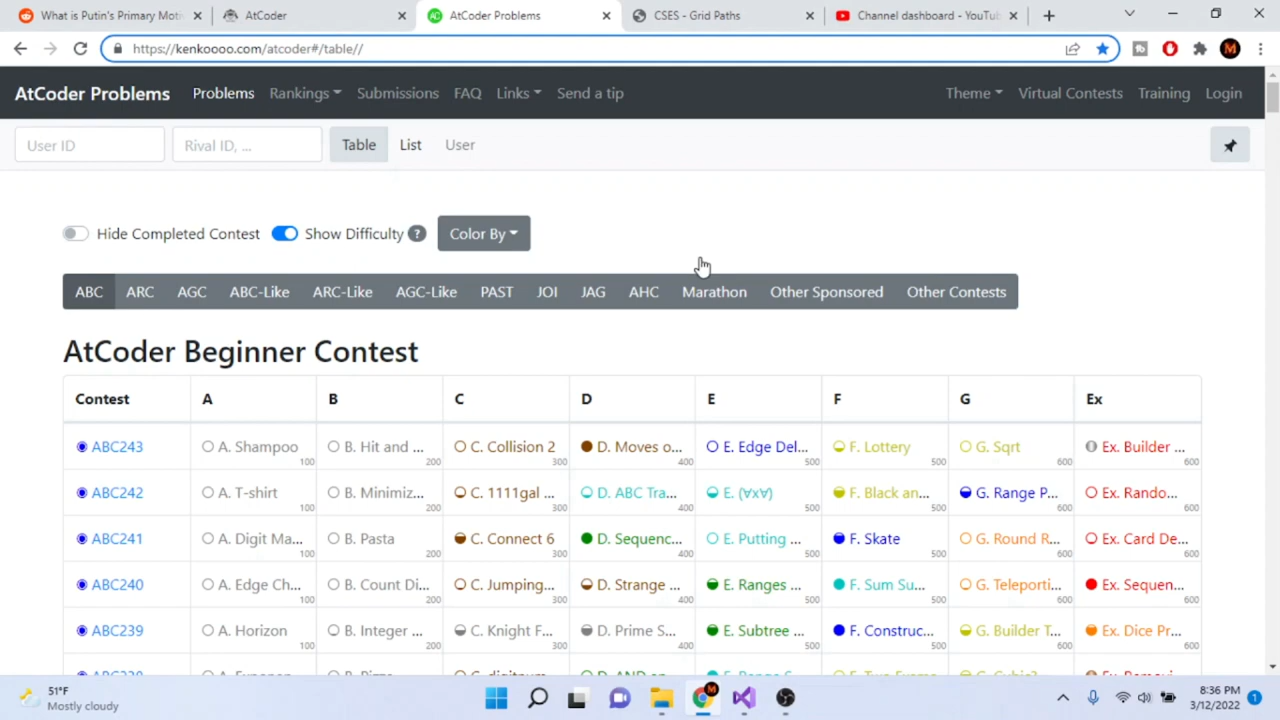 What is Putin's Primary Moti
AtCoder
AtCoder Problems
CSES - Grid Paths
Channel dashboard - YouTu
https://kenkoooo.com/atcoder#/table//
M
AtCoder Problems Problems Rankings Submissions FAQ Links Send a tip Theme Virtual Contests Training Login
User ID Rival ID, ... Table List User
Hide Completed Contest Show Difficulty ? Color By
ABC ARC AGC ABC-Like ARC-Like AGC-Like PAST JOI JAG AHC Marathon Other Sponsored Other Contests
AtCoder Beginner Contest
Contest A B C D E F G Ex
ABC243 A. Shampoo B. Hit and ... C. Collision 2 D. Moves o... E. Edge Del... F. Lottery G. Sqrt Ex. Builder ...
100 200 300 400 500 500 600 600
ABC242 A. T-shirt B. Minimiz... C. 1111gal ... D. ABC Tra... E. (∀x∀) F. Black an... G. Range P... Ex. Rando...
100 200 300 400 500 500 600 600
ABC241 A. Digit Ma... B. Pasta C. Connect 6 D. Sequenc... E. Putting ... F. Skate G. Round R... Ex. Card De...
100 200 300 400 500 500 600 600
ABC240 A. Edge Ch... B. Count Di... C. Jumping... D. Strange ... E. Ranges ... F. Sum Su... G. Teleporti... Ex. Sequen...
100 200 300 400 500 500 600 600
ABC239 A. Horizon B. Integer ... C. Knight F... D. Prime S... E. Subtree ... F. Construc... G. Builder T... Ex. Dice Pr...
100 200 300 400 500 500 600 600
51°F
Mostly cloudy
8:36 PM
3/12/2022
1